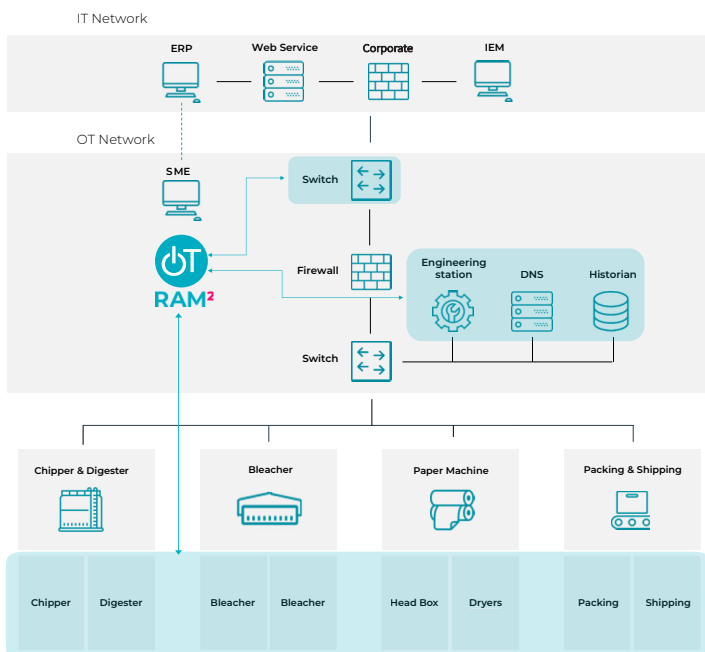 IT Network
ERP
Web Service
Corporate
IEM
OT Network
SME
Switch
OT
RAM²
Firewall
Engineering
station
DNS
Historian
Switch
Chipper & Digester
Bleacher
Paper Machine
Packing & Shipping
Chipper
Digester
Bleacher
Bleacher
Head Box
Dryers
Packing
Shipping